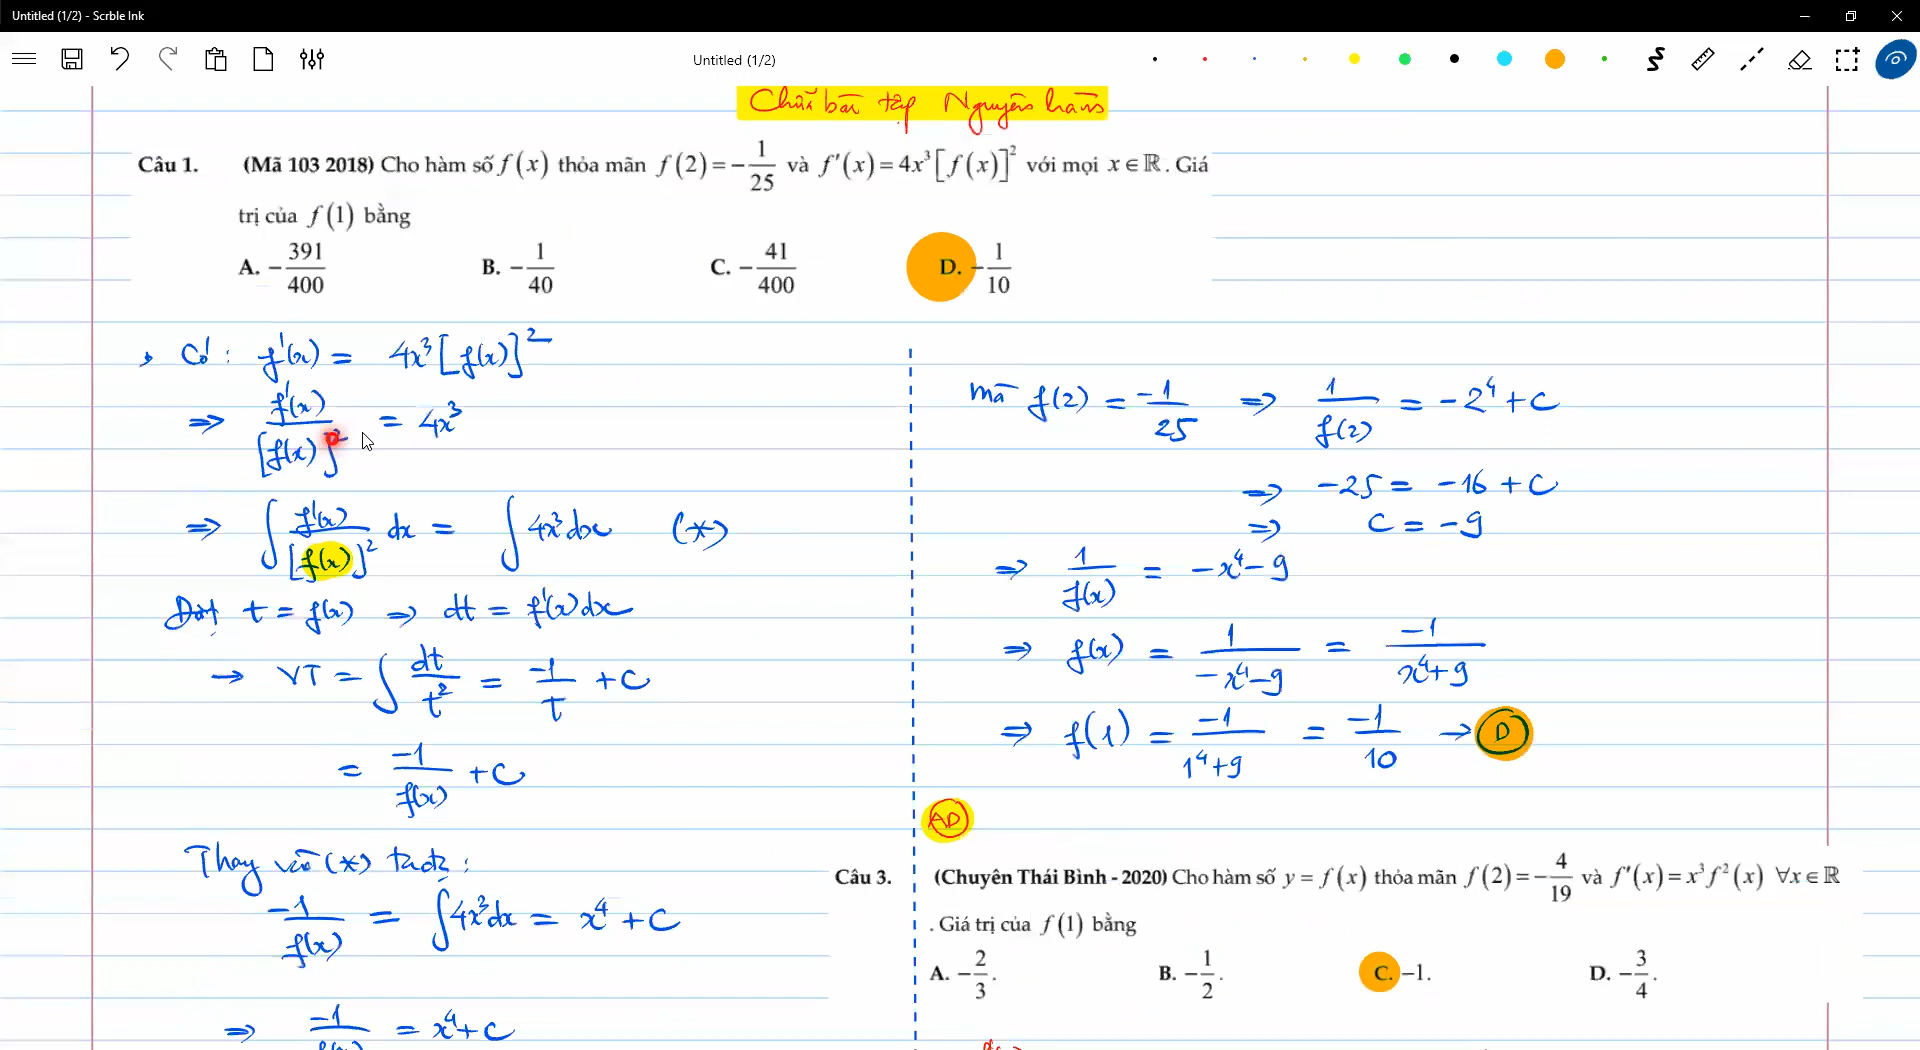 Untitled (1/2) - Scrble Ink
Untitled (1/2)
Chữa bài tập Nguyên hàm
Câu 1. (Mã 103 2018) Cho hàm số f(x) thỏa mãn f(2) = -1/25 và f'(x) = 4x³[f(x)]² với mọi x ∈ ℝ. Giá
trị của f(1) bằng
A. -391/400 B. -1/40 C. -41/400 D. -1/10
Có: f'(x) = 4x³[f(x)]²
⇒ f'(x)/[f(x)]² = 4x³
⇒ ∫ f'(x)/[f(x)]² dx = ∫ 4x³dx (*)
Đặt t = f(x) ⇒ dt = f'(x)dx
→ VT = ∫ dt/t² = -1/t + C
= -1/f(x) + C
Thay vào (*) ta đc:
-1/f(x) = ∫4x³dx = x⁴ + C
⇒ -1/f(x) = x⁴ + C
mà f(2) = -1/25 ⇒ 1/f(2) = -2⁴ + C
⇒ -25 = -16 + C
⇒ C = -9
⇒ 1/f(x) = -x⁴ - 9
⇒ f(x) = 1/(-x⁴-9) = -1/(x⁴+9)
⇒ f(1) = -1/(1⁴+9) = -1/10 → D
AD
Câu 3. (Chuyên Thái Bình - 2020) Cho hàm số y = f(x) thỏa mãn f(2) = -4/19 và f'(x) = x³f²(x) ∀x ∈ ℝ
. Giá trị của f(1) bằng
A. -2/3. B. -1/2. C. -1. D. -3/4.